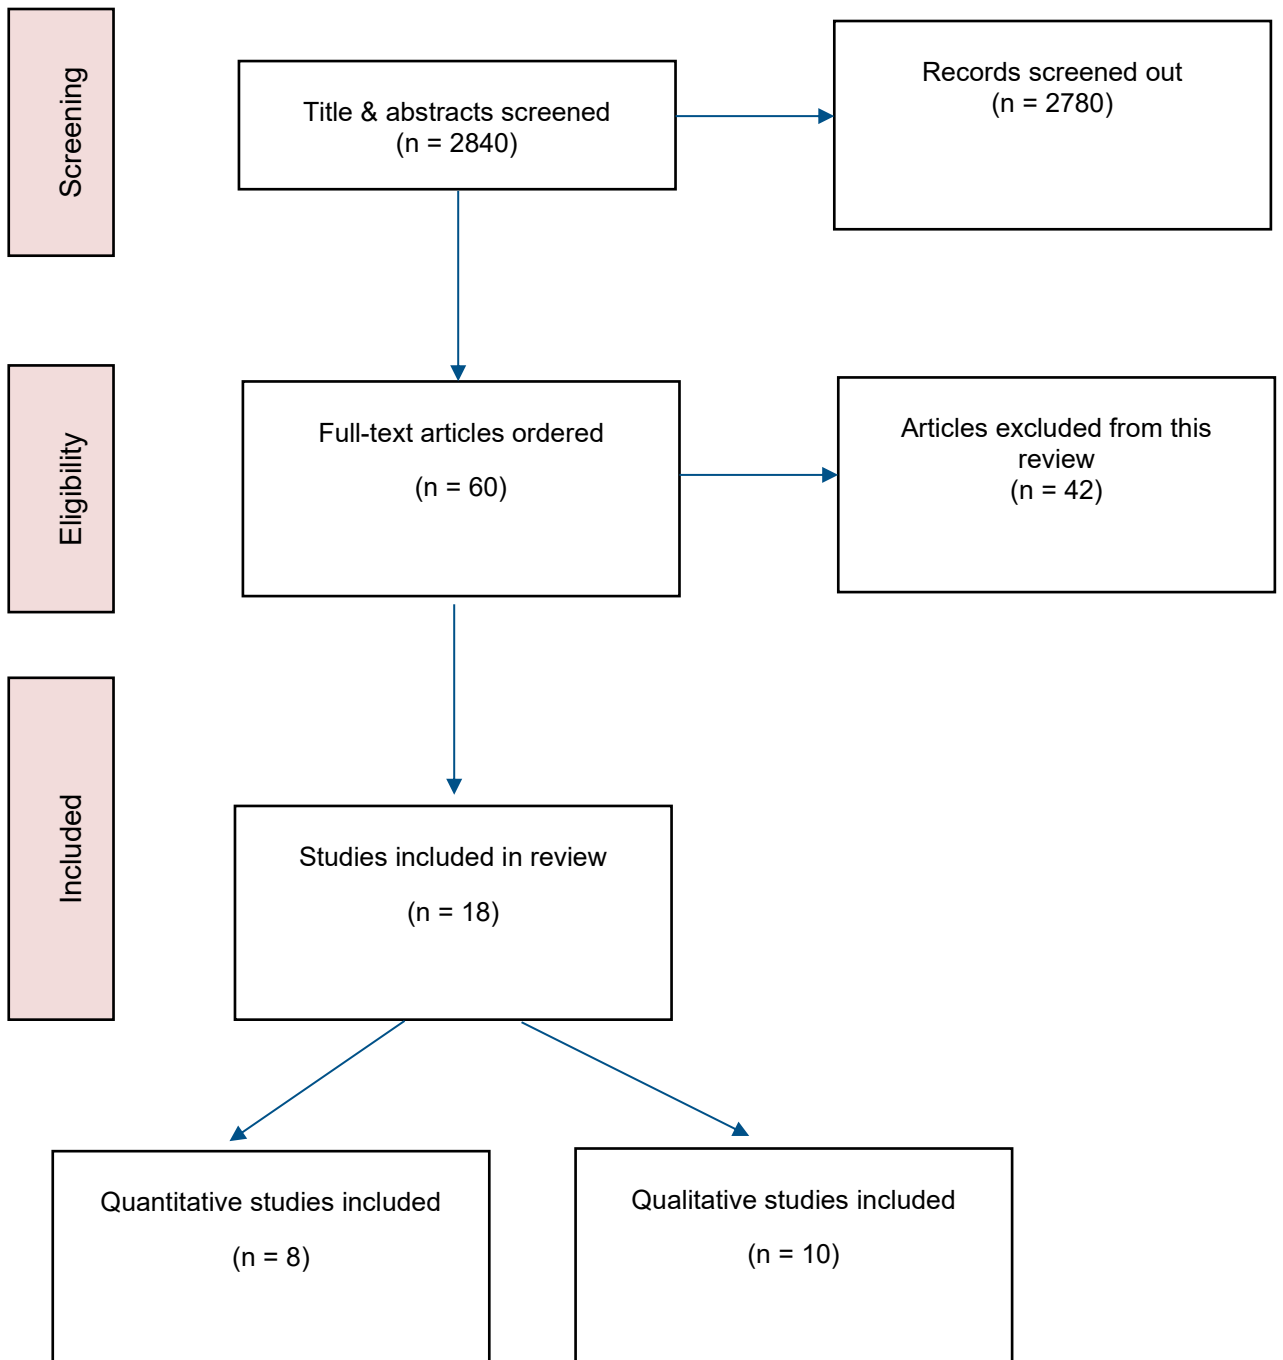 Screening
Title & abstracts screened
(n = 2840)
Records screened out
(n = 2780)
Eligibility
Full-text articles ordered
(n = 60)
Articles excluded from this
review
(n = 42)
Included
Studies included in review
(n = 18)
Quantitative studies included
(n = 8)
Qualitative studies included
(n = 10)